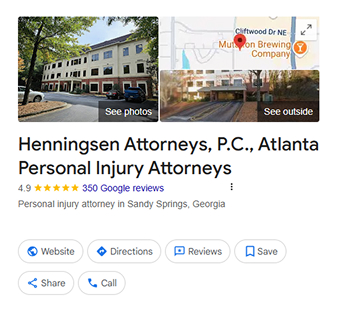 Cliftwood Dr NE
Mutation Brewing
Company
See photos
See outside
Henningsen Attorneys, P.C., Atlanta
Personal Injury Attorneys
4.9 350 Google reviews
Personal injury attorney in Sandy Springs, Georgia
Website Directions Reviews Save
Share Call